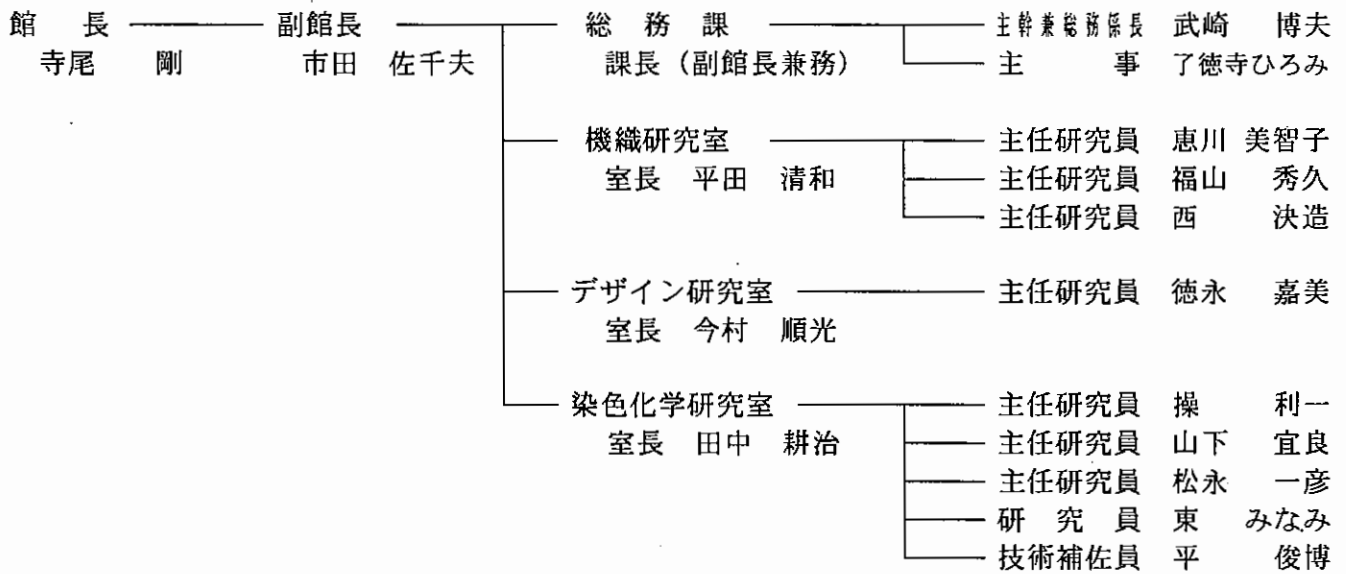 館長 副館長 総務課 主幹兼総務係長 武崎 博夫
寺尾 剛 市田 佐千夫 課長（副館長兼務） 主事 了徳寺ひろみ
機織研究室 主任研究員 恵川 美智子
室長 平田 清和 主任研究員 福山 秀久
主任研究員 西 決造
デザイン研究室 主任研究員 徳永 嘉美
室長 今村 順光
染色化学研究室 主任研究員 操 利一
室長 田中 耕治 主任研究員 山下 宜良
主任研究員 松永 一彦
研究員 東 みなみ
技術補佐員 平 俊博